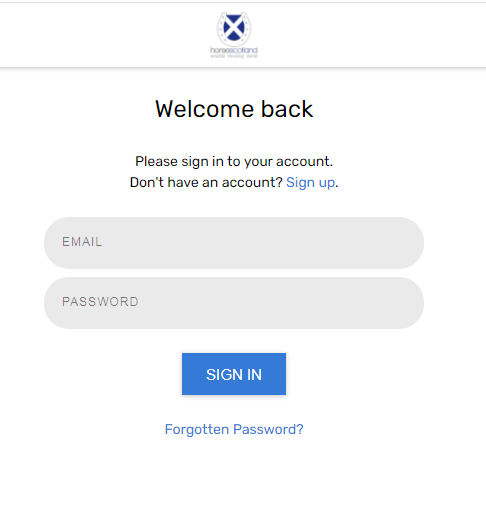 horsescotland
Welcome back
Please sign in to your account.
Don't have an account? Sign up.
EMAIL
PASSWORD
SIGN IN
Forgotten Password?